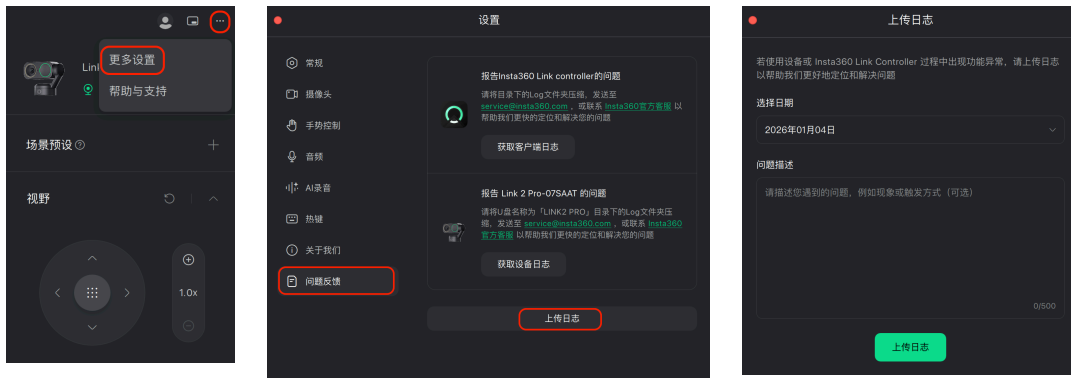 Lin
更多设置
帮助与支持
场景预设
视野
1.0x
设置
常规
摄像头
手势控制
音频
AI录音
热键
关于我们
问题反馈
报告Insta360 Link controller的问题
请将目录下的Log文件夹压缩，发送至
service@insta360.com ，或联系 Insta360官方客服 以
帮助我们更快的定位和解决您的问题
获取客户端日志
报告 Link 2 Pro-07SAAT 的问题
请将U盘名称为「LINK2 PRO」目录下的Log文件夹压
缩，发送至 service@insta360.com ，或联系 Insta360
官方客服 以帮助我们更快的定位和解决您的问题
获取设备日志
上传日志
上传日志
若使用设备或 Insta360 Link Controller 过程中出现功能异常，请上传日志
以帮助我们更好地定位和解决问题
选择日期
2026年01月04日
问题描述
请描述您遇到的问题，例如现象或触发方式（可选）
0/500
上传日志